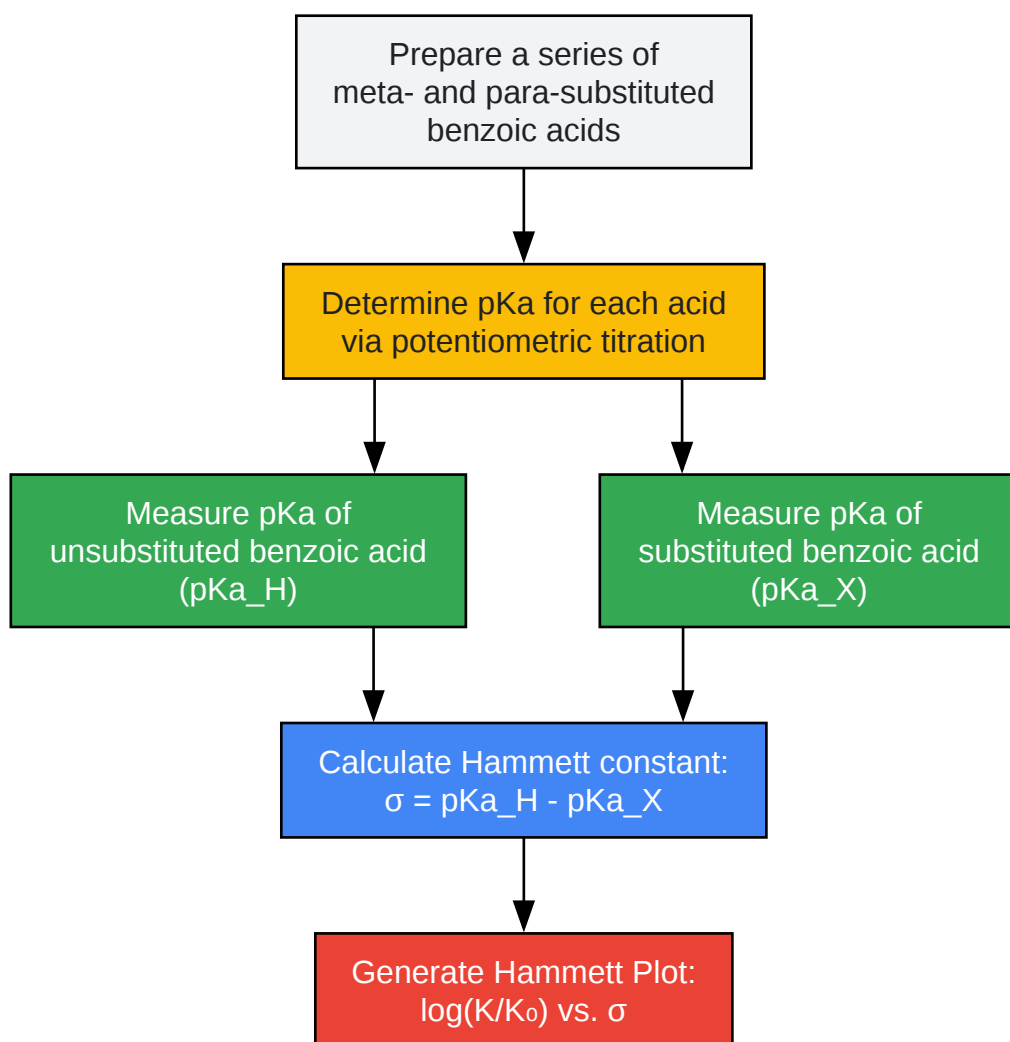 Prepare a series of
meta- and para-substituted
benzoic acids
Determine pKa for each acid
via potentiometric titration
Measure pKa of
unsubstituted benzoic acid
(pKa_H)
Measure pKa of
substituted benzoic acid
(pKa_X)
Calculate Hammett constant:
σ = pKa_H - pKa_X
Generate Hammett Plot:
log(K/K₀) vs. σ